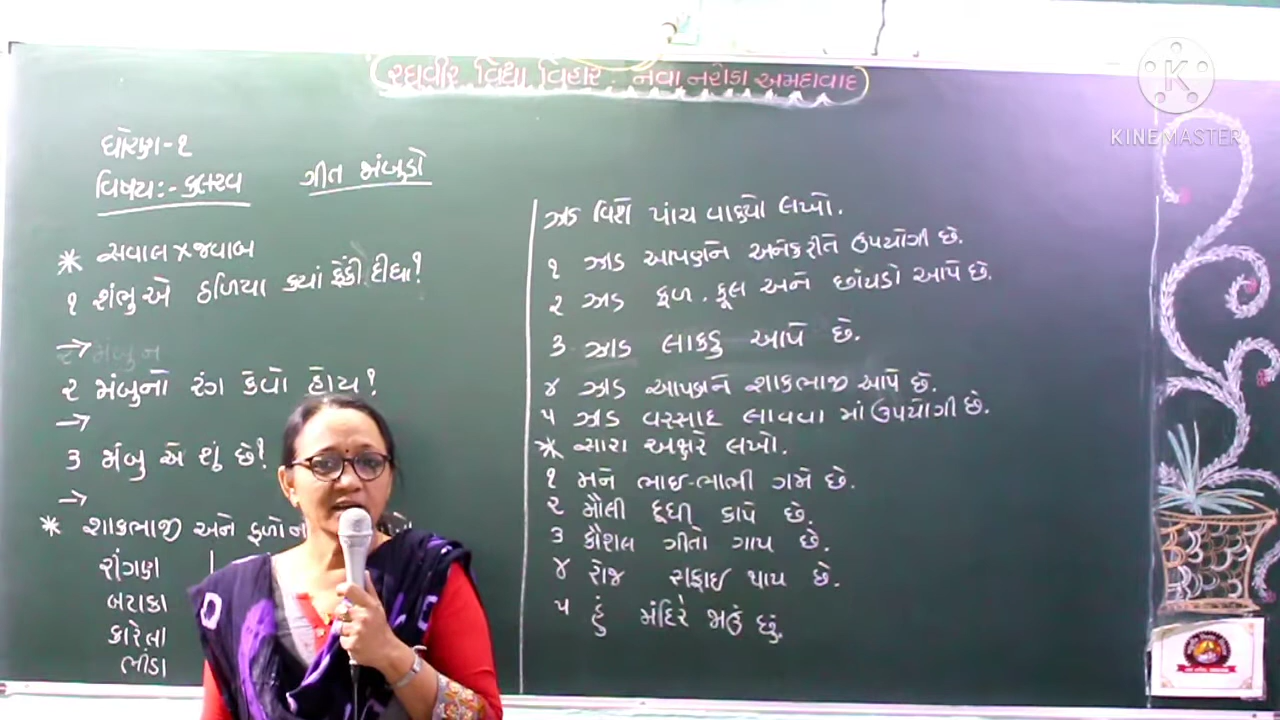 રઘુવીર વિદ્યા વિહાર. નવા નરોડા અમદાવાદ
KINEMASTER
ધોરણ-૧
વિષય:- કલરવ ગીત જાંબુડો
* સવાલ X જવાબ
૧ શંભુએ ઠળિયા ક્યાં ફેંકી દીધા?
→
૨ જાંબુનો રંગ કેવો હોય?
→
૩ જાંબુ એ શું છે?
→
* શાકભાજી અને ફળોના
રીંગણ
બટાકા
કારેલા
ભીંડા
ઝાડ વિશે પાંચ વાક્યો લખો.
૧ ઝાડ આપણને અનેક રીતે ઉપયોગી છે.
૨ ઝાડ ફળ, ફૂલ અને છાંયડો આપે છે.
૩ ઝાડ લાકડુ આપે છે.
૪ ઝાડ આપણને શાકભાજી આપે છે.
૫ ઝાડ વરસાદ લાવવા માં ઉપયોગી છે.
* સારા અક્ષરે લખો.
૧ મને ભાઇ-ભાભી ગમે છે.
૨ મૌલી દૂધી કાપે છે.
૩ કૌશલ ગીતો ગાય છે.
૪ રોજ સફાઈ થાય છે.
૫ હું મંદિરે જાઉં છું.